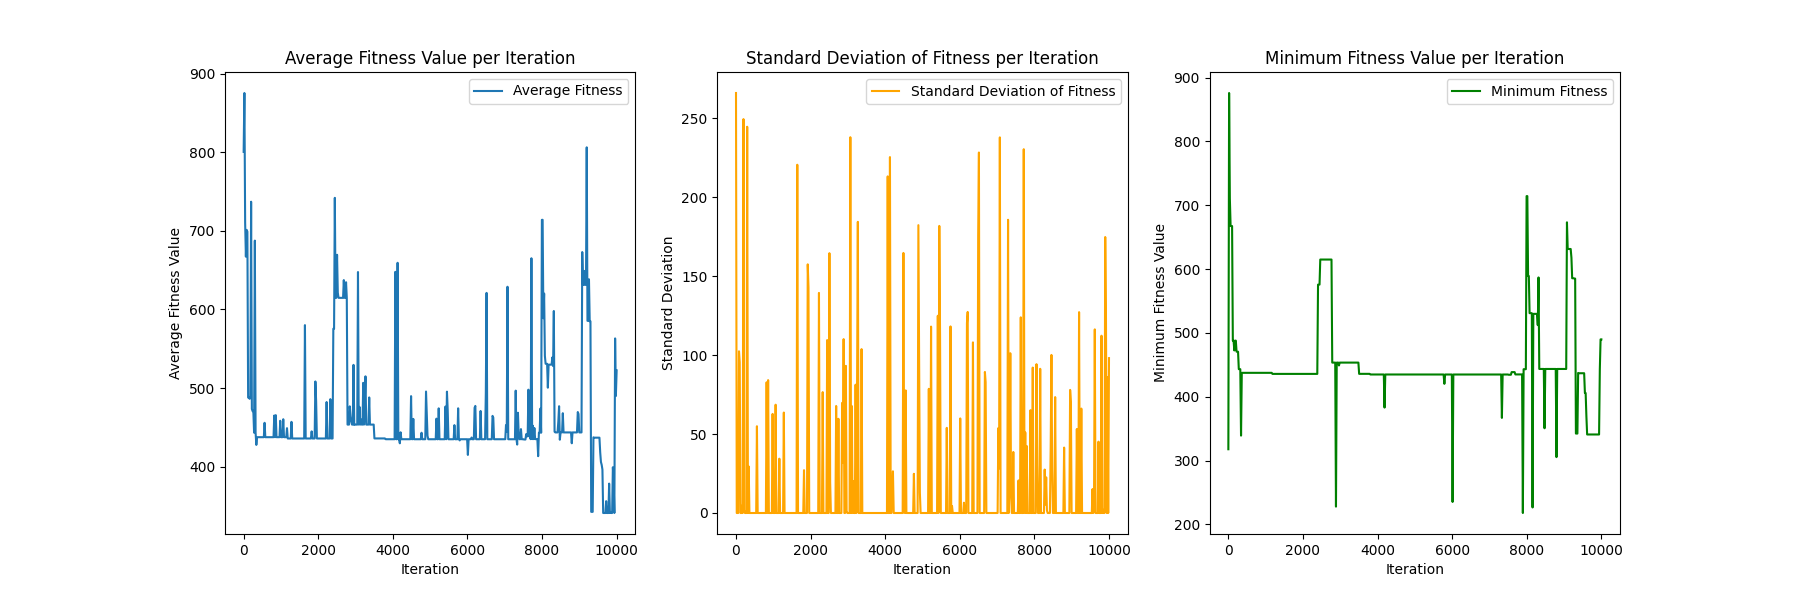 Average Fitness Value per Iteration
Average Fitness
Average Fitness Value
900
800
700
600
500
400
0 2000 4000 6000 8000 10000
Iteration
Standard Deviation of Fitness per Iteration
Standard Deviation of Fitness
Standard Deviation
250
200
150
100
50
0
0 2000 4000 6000 8000 10000
Iteration
Minimum Fitness Value per Iteration
Minimum Fitness
Minimum Fitness Value
900
800
700
600
500
400
300
200
0 2000 4000 6000 8000 10000
Iteration